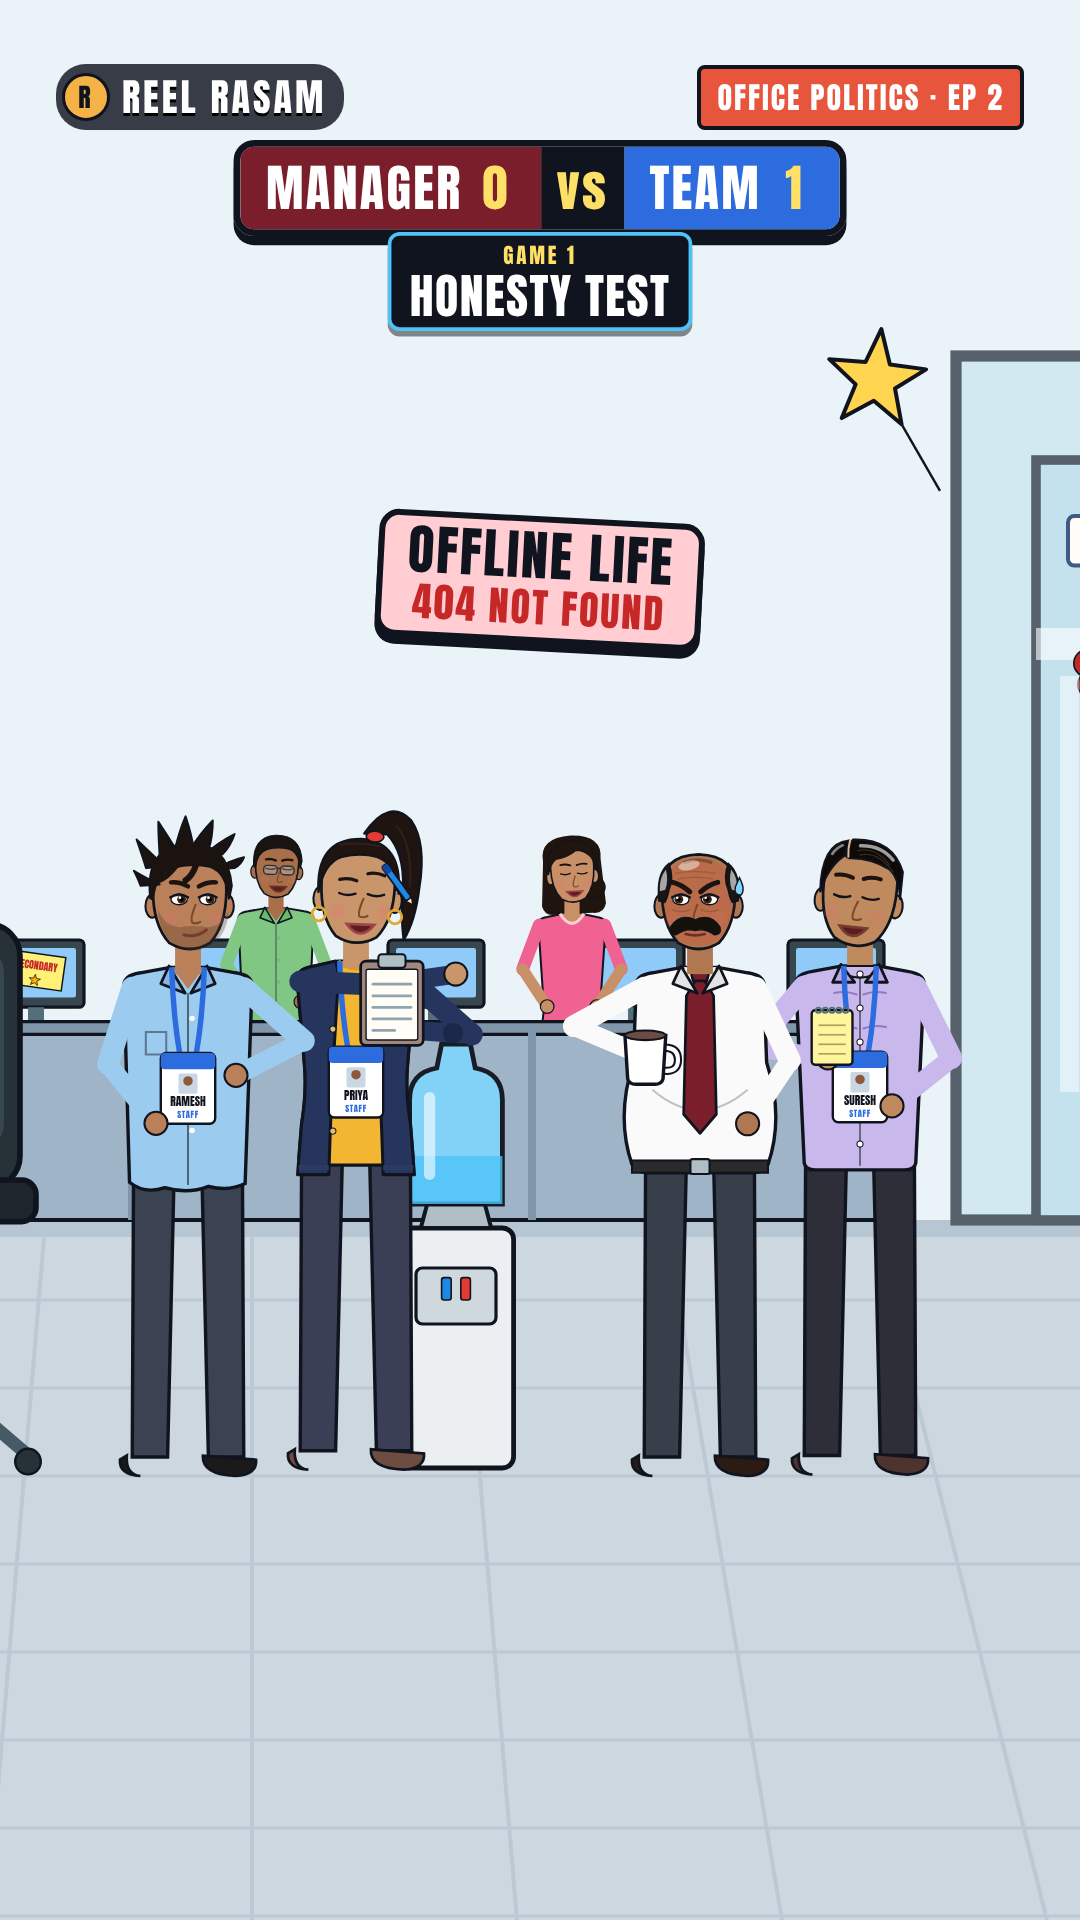 R REEL RASAM
OFFICE POLITICS · EP 2
MANAGER 0 VS TEAM 1
GAME 1
HONESTY TEST
OFFLINE LIFE
404 NOT FOUND
RAMESH
STAFF
PRIYA
STAFF
SURESH
STAFF